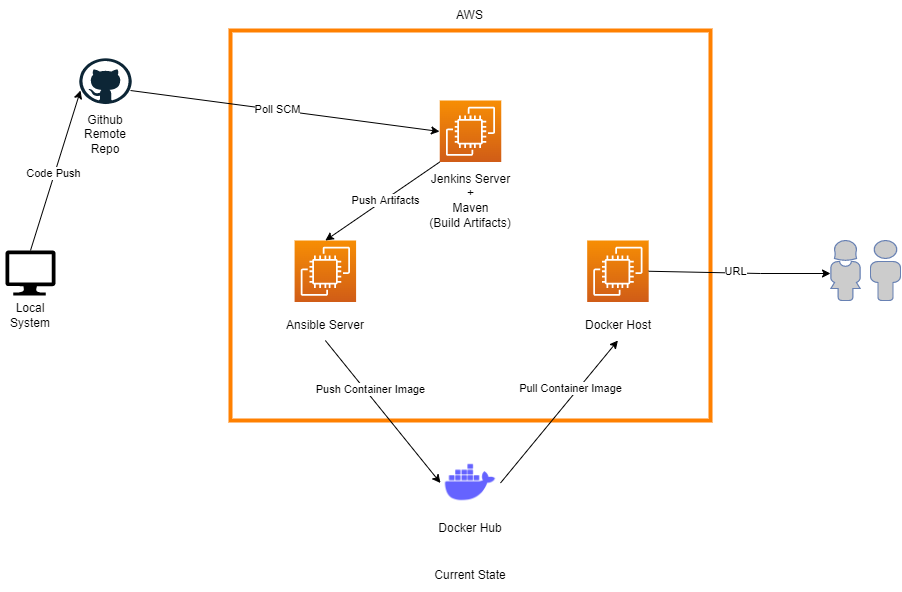 AWS
Github
Remote
Repo
Poll SCM
Code Push
Jenkins Server
+
Maven
(Build Artifacts)
Push Artifacts
Local
System
Ansible Server
Docker Host
URL
Push Container Image
Pull Container Image
Docker Hub
Current State